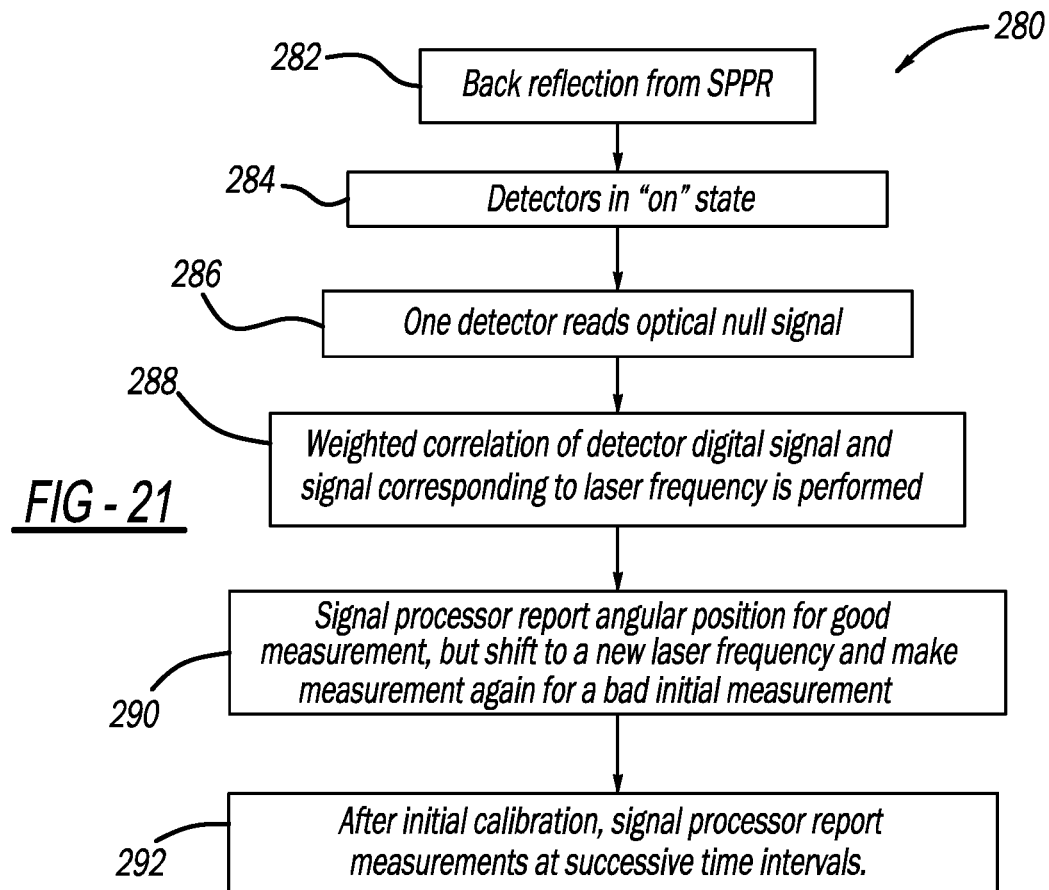 280
282
Back reflection from SPPR
284
Detectors in "on" state
286
One detector reads optical null signal
288
Weighted correlation of detector digital signal and
signal corresponding to laser frequency is performed
FIG - 21
Signal processor report angular position for good
measurement, but shift to a new laser frequency and make
measurement again for a bad initial measurement
290
After initial calibration, signal processor report
measurements at successive time intervals.
292